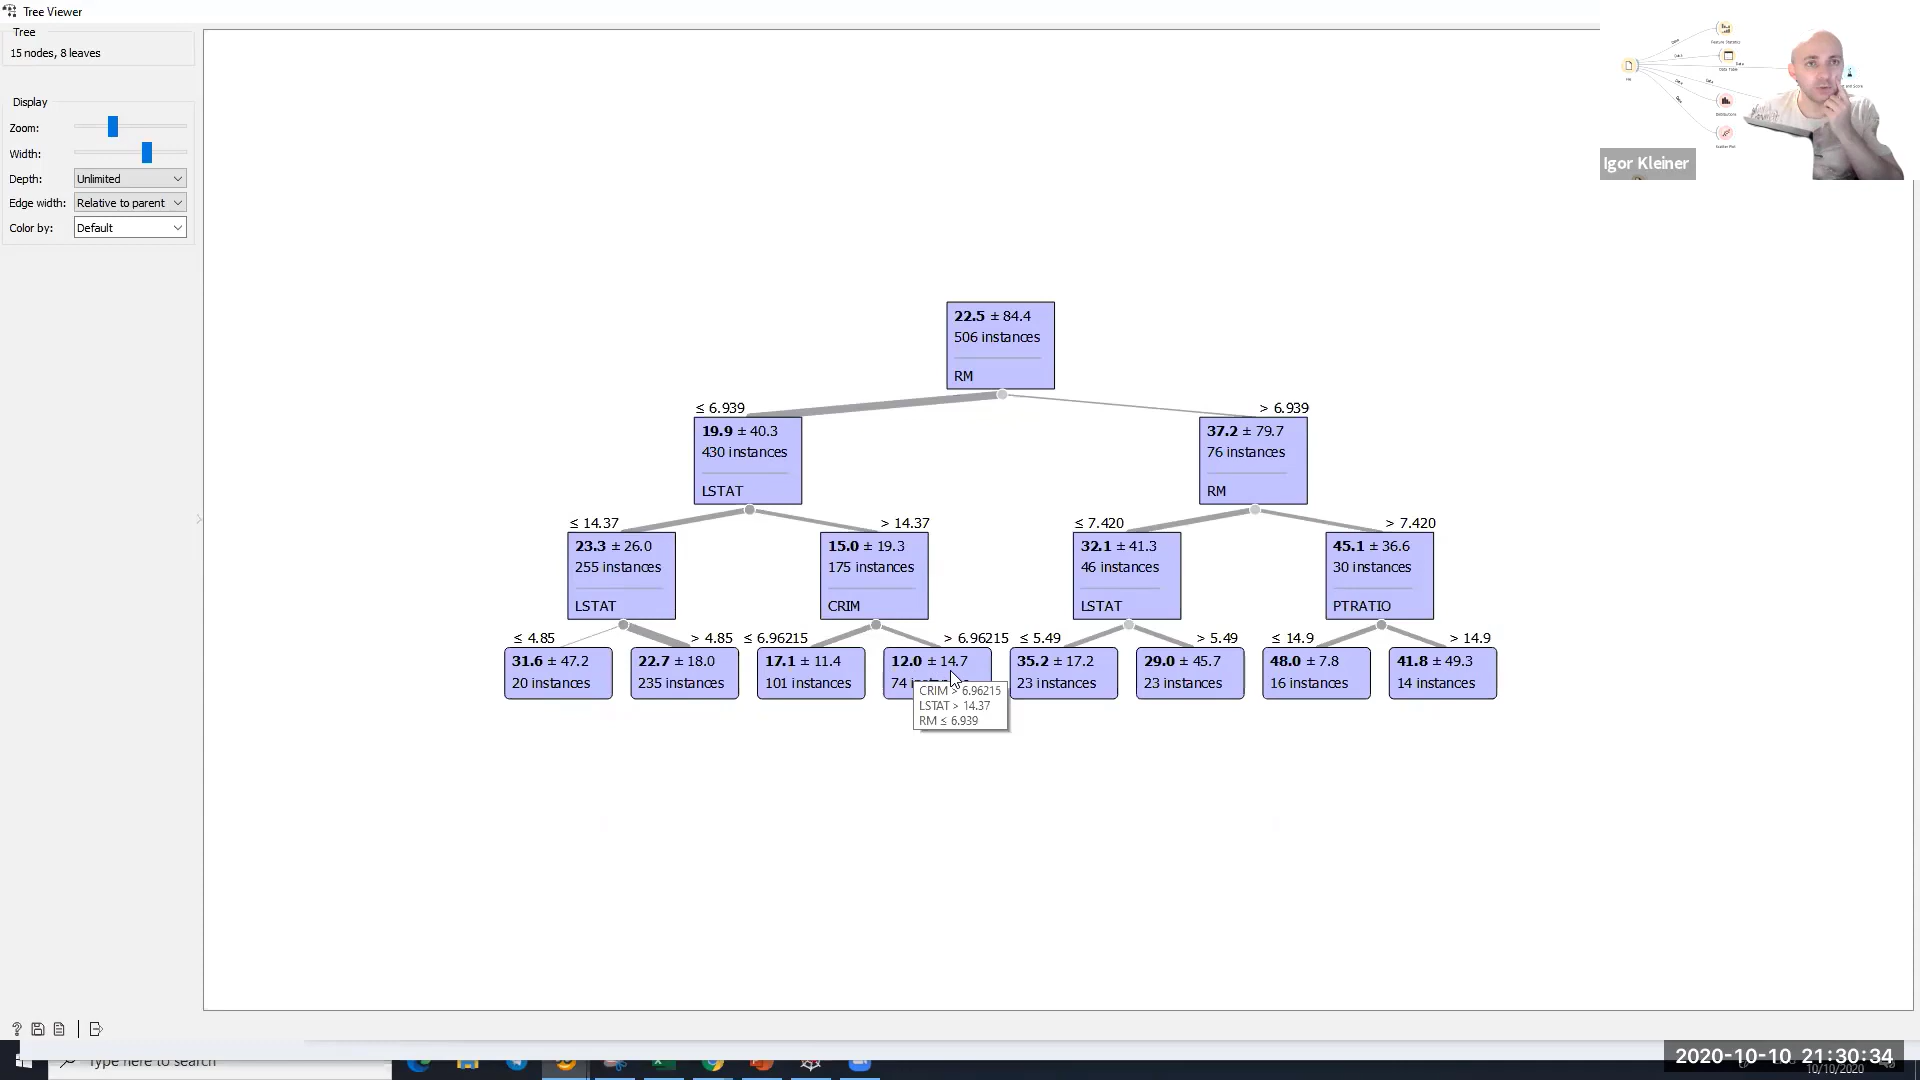 Tree Viewer
Tree
15 nodes, 8 leaves
Display
Zoom:
Width:
Depth: Unlimited
Edge width: Relative to parent
Color by: Default
Igor Kleiner
22.5 ± 84.4
506 instances
RM
≤ 6.939
> 6.939
19.9 ± 40.3
430 instances
LSTAT
37.2 ± 79.7
76 instances
RM
≤ 14.37
> 14.37
≤ 7.420
> 7.420
23.3 ± 26.0
255 instances
LSTAT
15.0 ± 19.3
175 instances
CRIM
32.1 ± 41.3
46 instances
LSTAT
45.1 ± 36.6
30 instances
PTRATIO
≤ 4.85
> 4.85
≤ 6.96215
> 6.96215
≤ 5.49
> 5.49
≤ 14.9
> 14.9
31.6 ± 47.2
20 instances
22.7 ± 18.0
235 instances
17.1 ± 11.4
101 instances
12.0 ± 14.7
74
35.2 ± 17.2
23 instances
29.0 ± 45.7
23 instances
48.0 ± 7.8
16 instances
41.8 ± 49.3
14 instances
CRIM > 6.96215
LSTAT > 14.37
RM ≤ 6.939
Type here to search
2020-10-10 21:30:34
10/10/2020